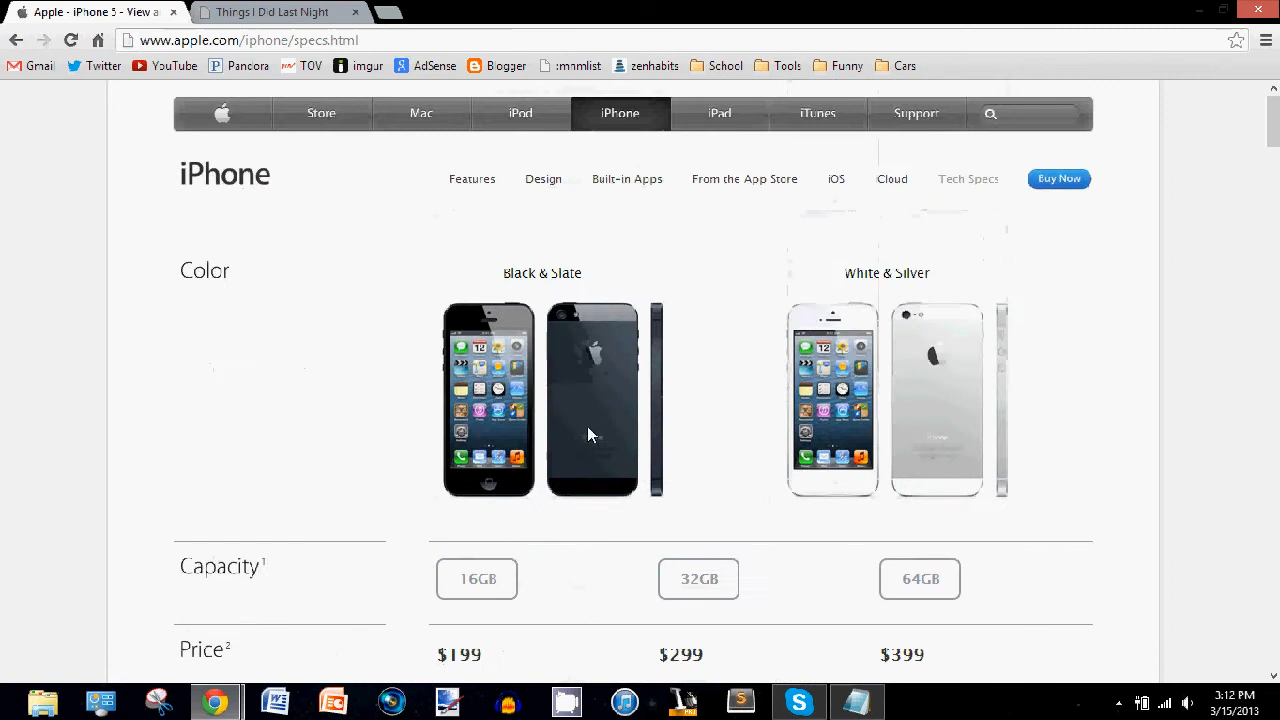 Apple - iPhone 5 - View a
Things I Did Last Night
www.apple.com/iphone/specs.html
Gmail Twitter YouTube Pandora TOV imgur AdSense Blogger :mnmlist zenhabits School Tools Funny Cars
Store Mac iPod iPhone iPad iTunes Support
iPhone
Features Design Built-in Apps From the App Store iOS iCloud Tech Specs Buy Now
Color
Black & Slate White & Silver
Capacity¹ 16GB 32GB 64GB
Price² $199 $299 $399
3:12 PM
3/15/2013